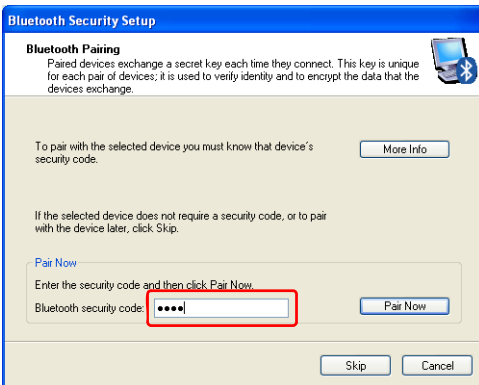 Bluetooth Security Setup
Bluetooth Pairing
Paired devices exchange a secret key each time they connect. This key is unique
for each pair of devices; it is used to verify identity and to encrypt the data that the
devices exchange.
To pair with the selected device you must know that device's
security code.
More Info
If the selected device does not require a security code, or to pair
with the device later, click Skip.
Pair Now
Enter the security code and then click Pair Now.
Bluetooth security code: ●●●●
Pair Now
Skip
Cancel